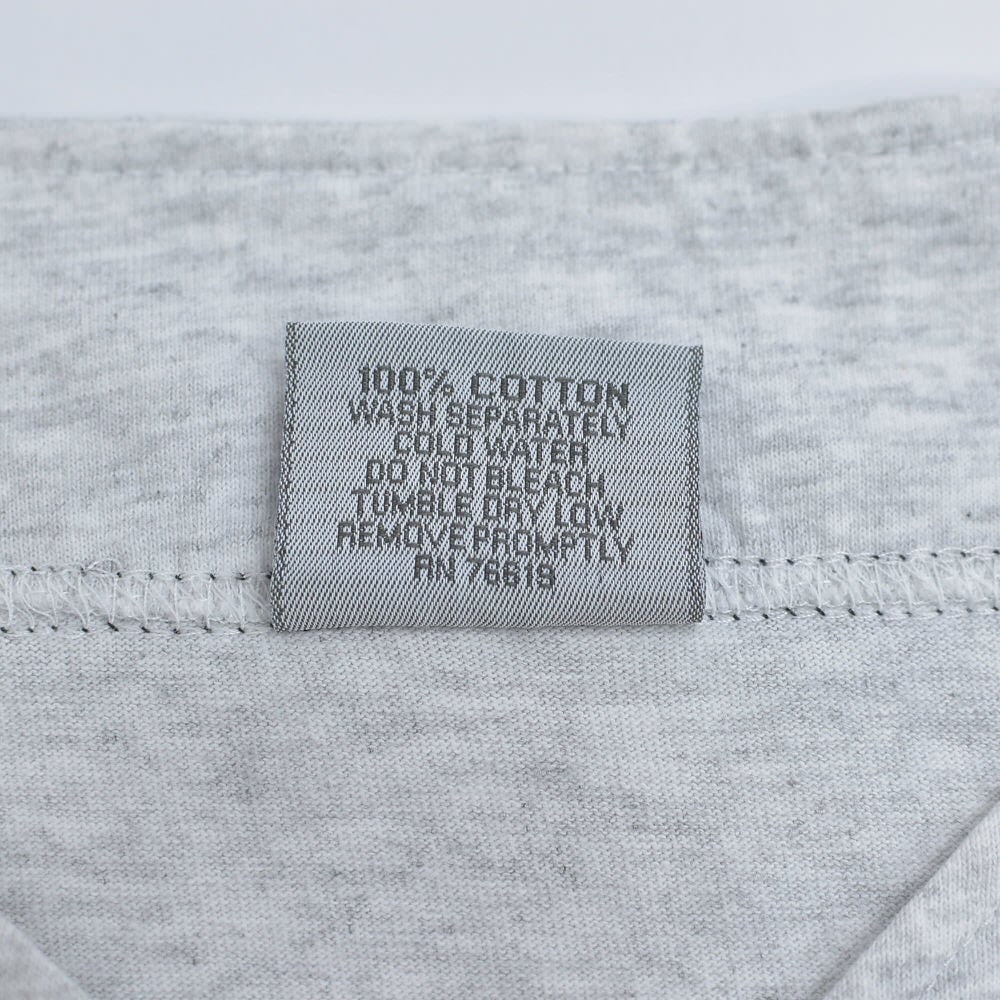 100% COTTON
WASH SEPARATELY
COLD WATER
DO NOT BLEACH
TUMBLE DRY LOW
REMOVE PROMPTLY
RN 76619